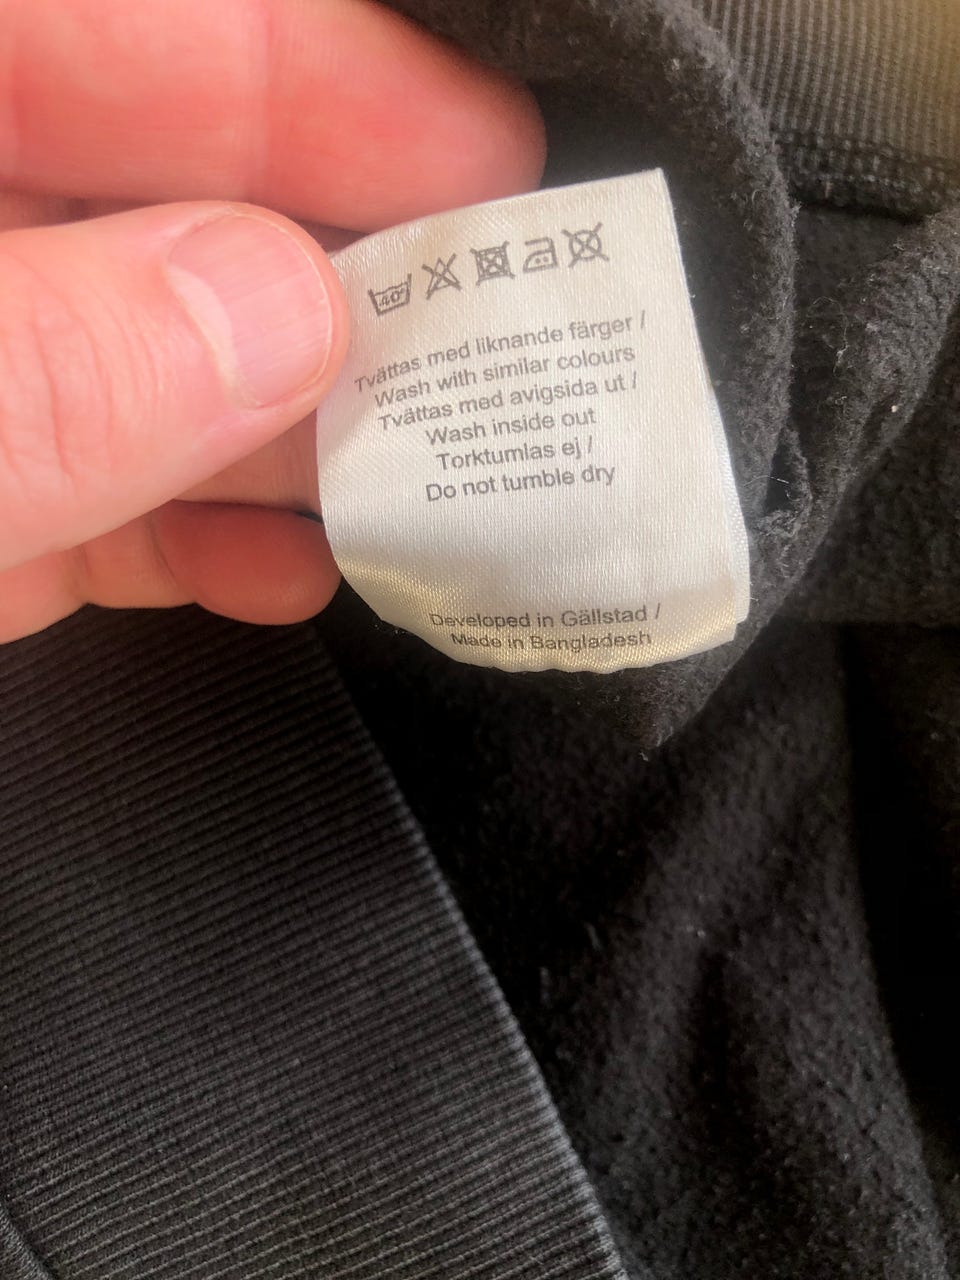 40°
Tvättas med liknande färger /
Wash with similar colours
Tvättas med avigsida ut /
Wash inside out
Torktumlas ej /
Do not tumble dry
Developed in Gällstad /
Made in Bangladesh